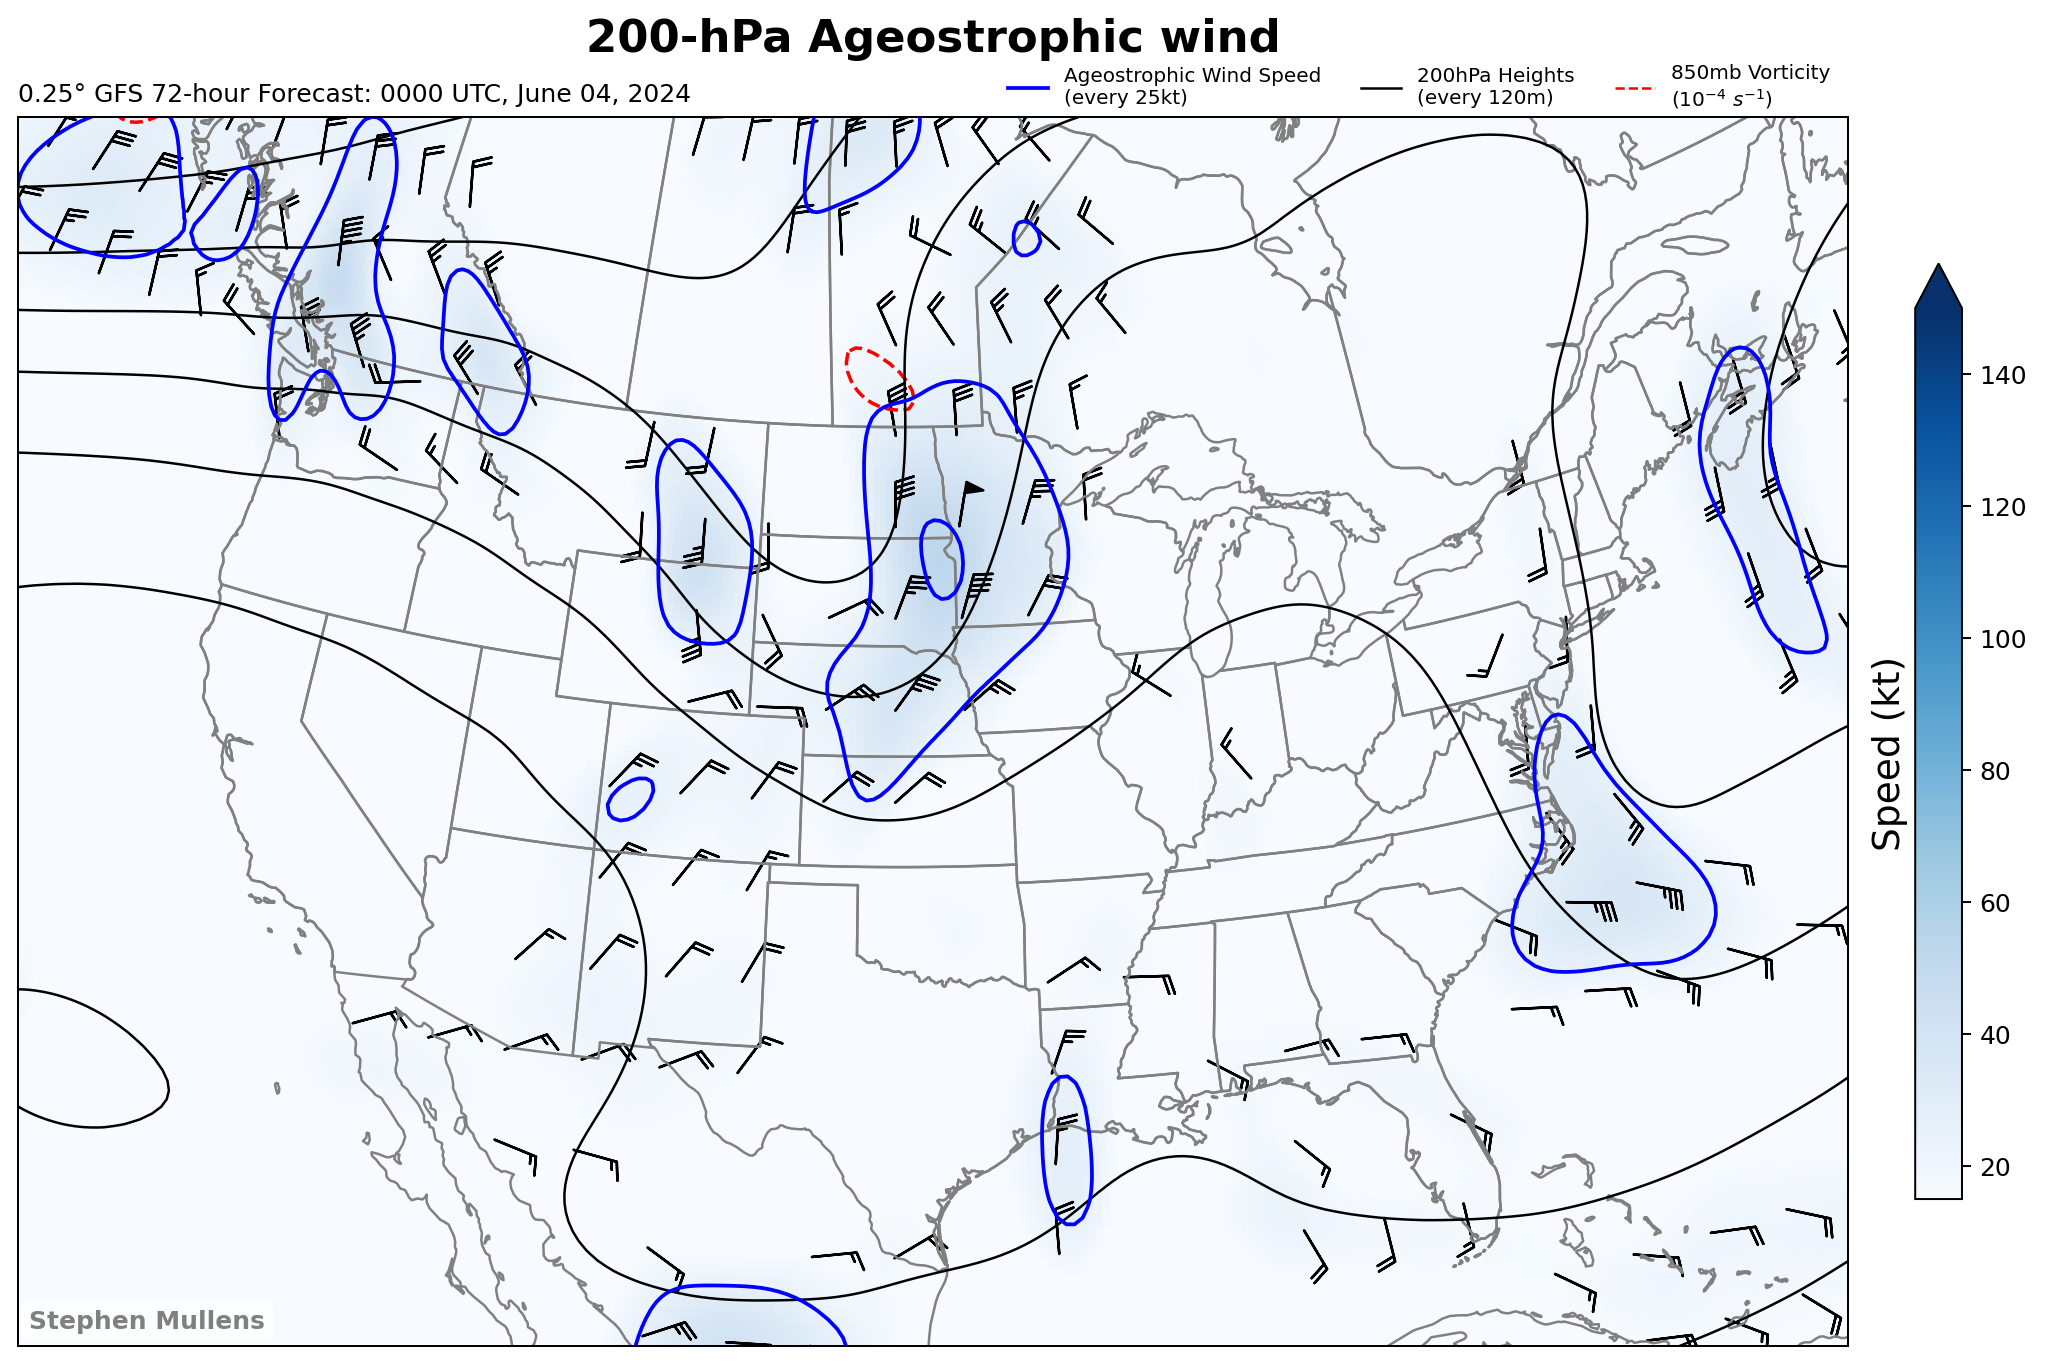 200-hPa Ageostrophic wind
0.25° GFS 72-hour Forecast: 0000 UTC, June 04, 2024
Ageostrophic Wind Speed
(every 25kt)
200hPa Heights
(every 120m)
850mb Vorticity
(10⁻⁴ s⁻¹)
140
120
100
80
60
40
20
Speed (kt)
Stephen Mullens